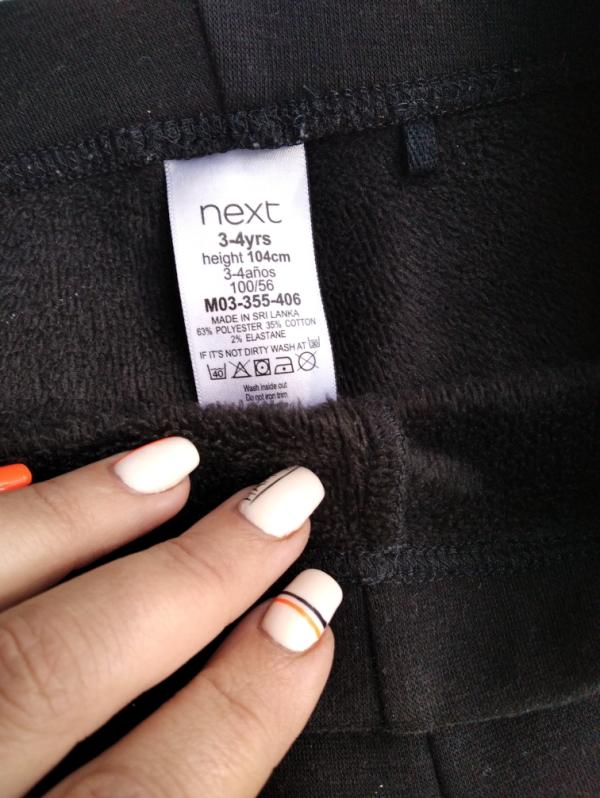 next
3-4yrs
height 104cm
3-4años
100/56
M03-355-406
MADE IN SRI LANKA
63% POLYESTER 35% COTTON
2% ELASTANE
IF IT'S NOT DIRTY WASH AT 30
40
Wash inside out
Do not iron trim